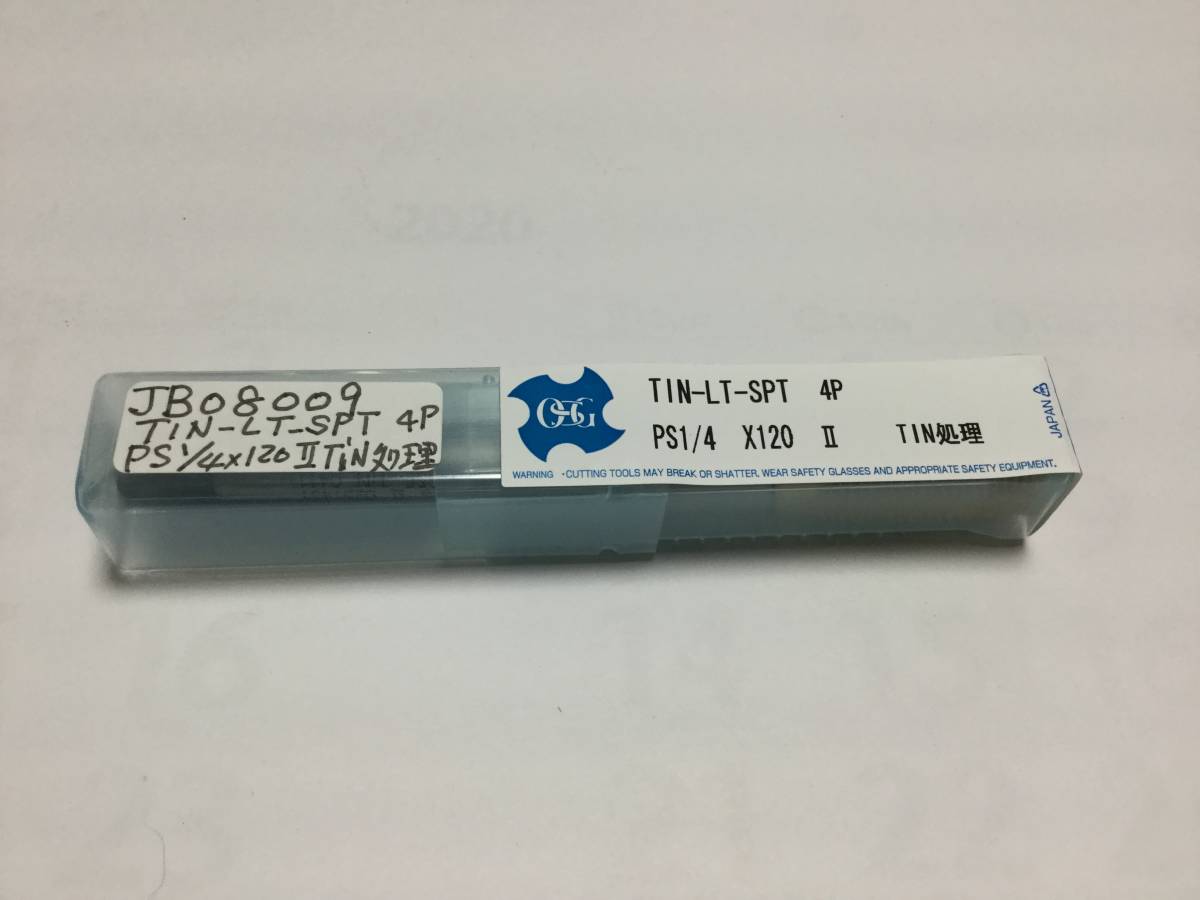 2020
JB08009
TIN-LT-SPT 4P
PS1/4x120 II TiN処理
OSG
TIN-LT-SPT 4P
PS1/4 X120 II TIN処理
WARNING ・CUTTING TOOLS MAY BREAK OR SHATTER. WEAR SAFETY GLASSES AND APPROPRIATE SAFETY EQUIPMENT.
JAPAN